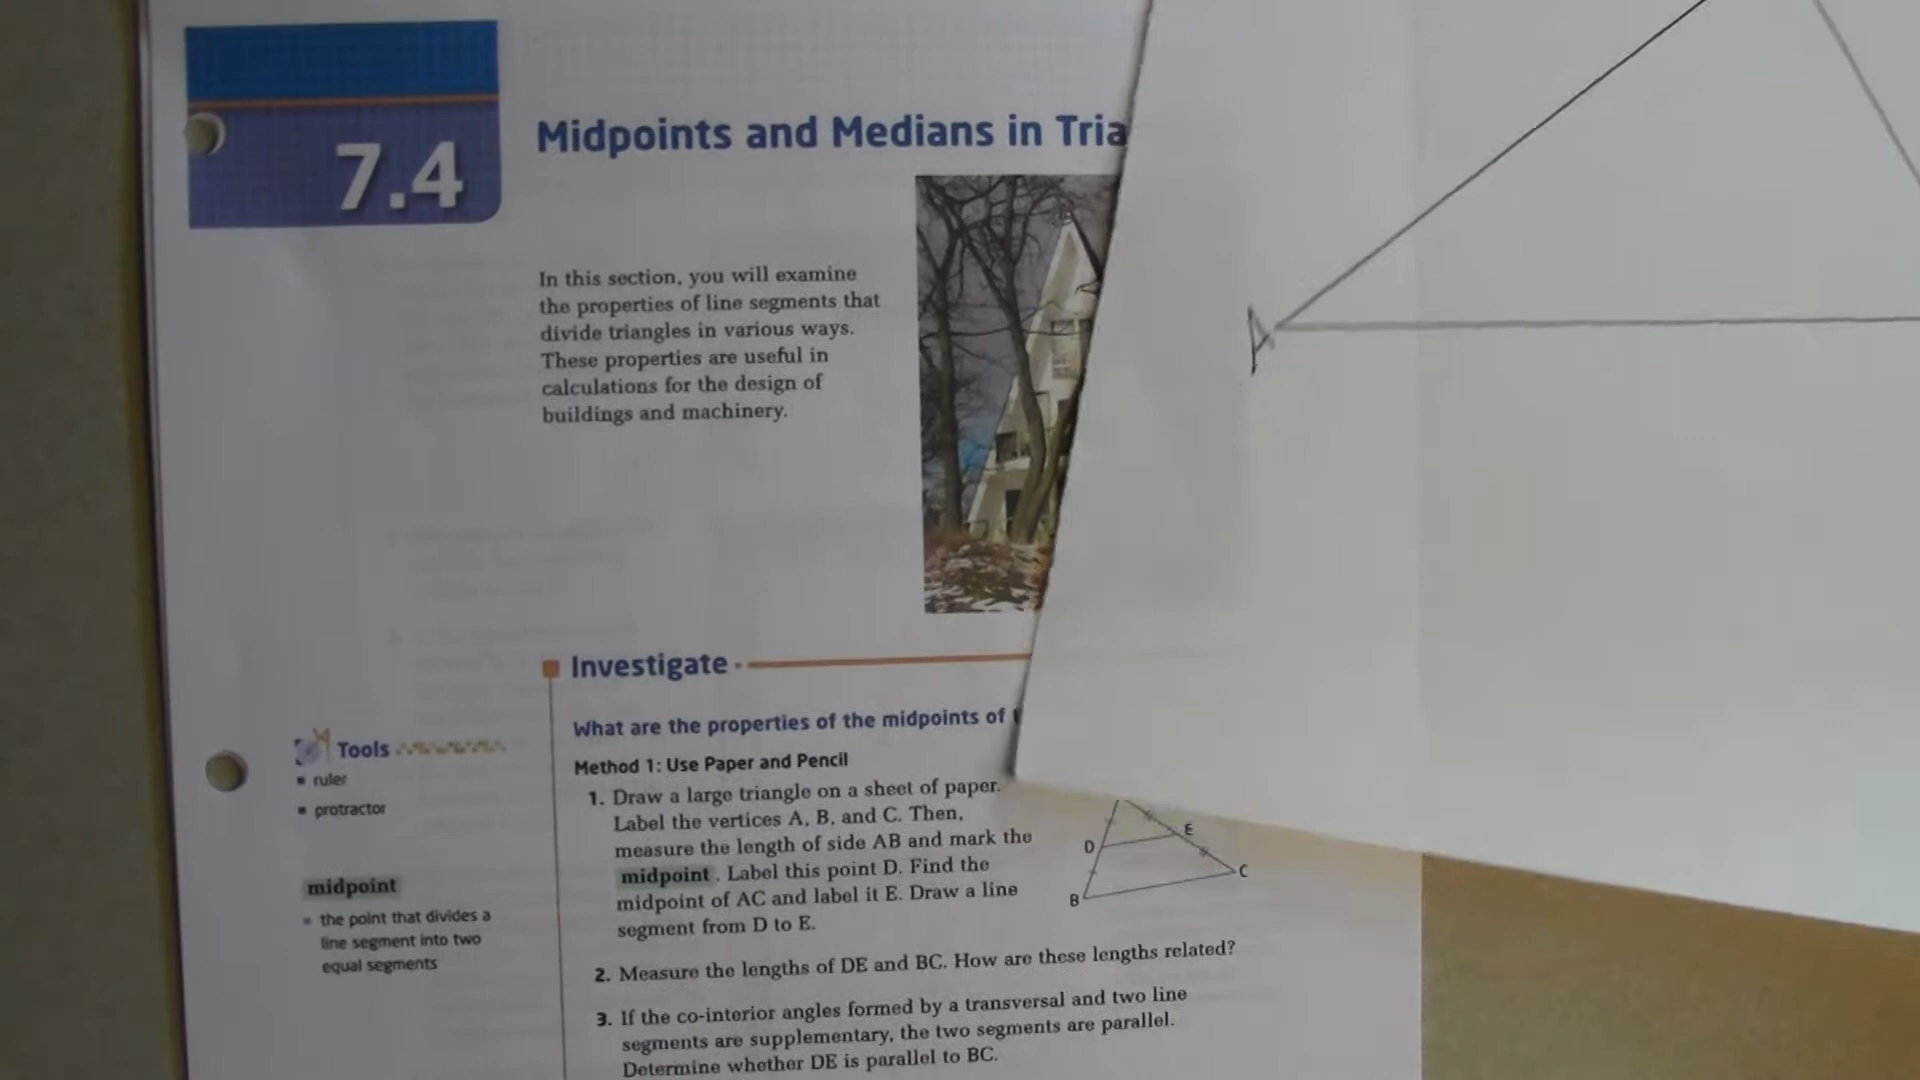 7.4
Midpoints and Medians in Tria
In this section, you will examine
the properties of line segments that
divide triangles in various ways.
These properties are useful in
calculations for the design of
buildings and machinery.
A
Investigate
What are the properties of the midpoints of
Tools
ruler
protractor
midpoint
the point that divides a
line segment into two
equal segments
Method 1: Use Paper and Pencil
1. Draw a large triangle on a sheet of paper.
Label the vertices A, B, and C. Then,
measure the length of side AB and mark the
midpoint. Label this point D. Find the
midpoint of AC and label it E. Draw a line
segment from D to E.
E
D
C
B
2. Measure the lengths of DE and BC. How are these lengths related?
3. If the co-interior angles formed by a transversal and two line
segments are supplementary, the two segments are parallel.
Determine whether DE is parallel to BC.